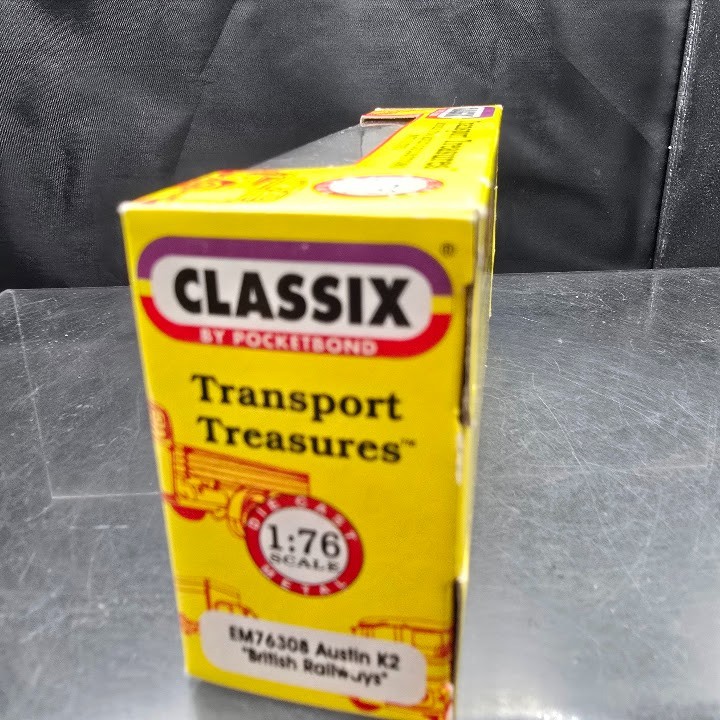 CLASSIX
®
BY POCKETBOND
Transport
Treasures™
DIE CAST
1:76
SCALE
METAL
EM76308 Austin K2
"British Railways"